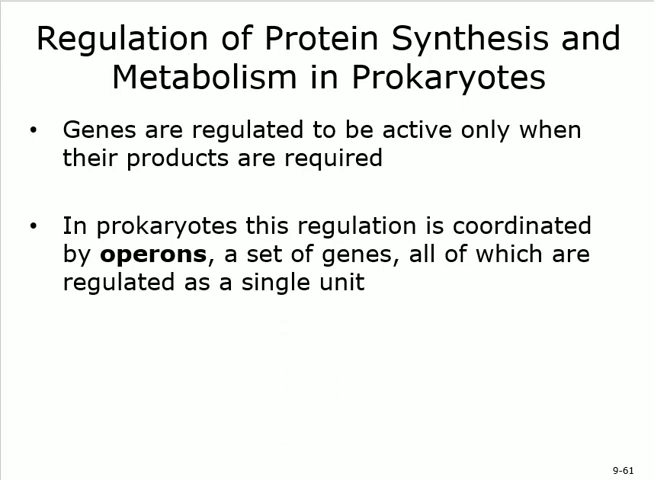 Regulation of Protein Synthesis and
Metabolism in Prokaryotes
• Genes are regulated to be active only when
their products are required
• In prokaryotes this regulation is coordinated
by operons, a set of genes, all of which are
regulated as a single unit
9-61